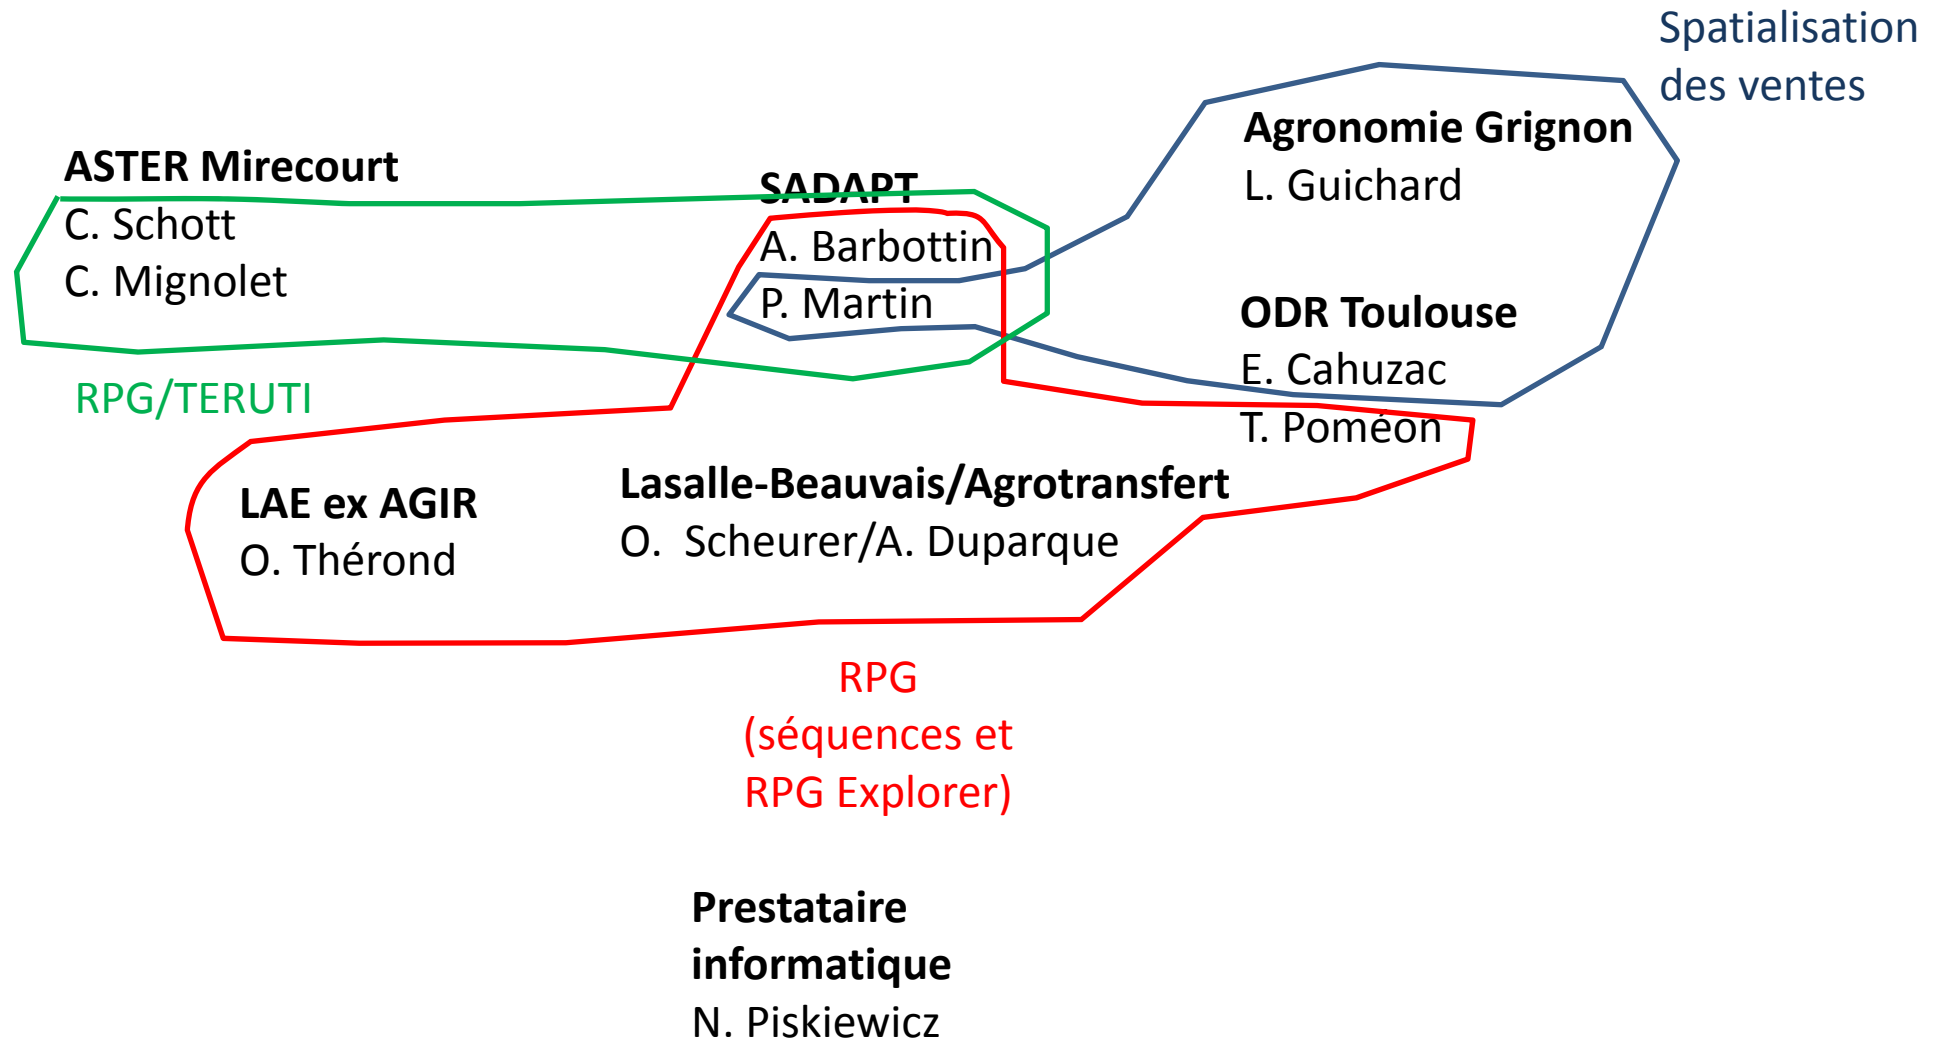 Spatialisation
des ventes
ASTER Mirecourt
C. Schott
C. Mignolet
RPG/TERUTI
SADAPT
A. Barbottin
P. Martin
Agronomie Grignon
L. Guichard
ODR Toulouse
E. Cahuzac
T. Poméon
LAE ex AGIR
O. Thérond
Lasalle-Beauvais/Agrotransfert
O. Scheurer/A. Duparque
RPG
(séquences et
RPG Explorer)
Prestataire
informatique
N. Piskiewicz